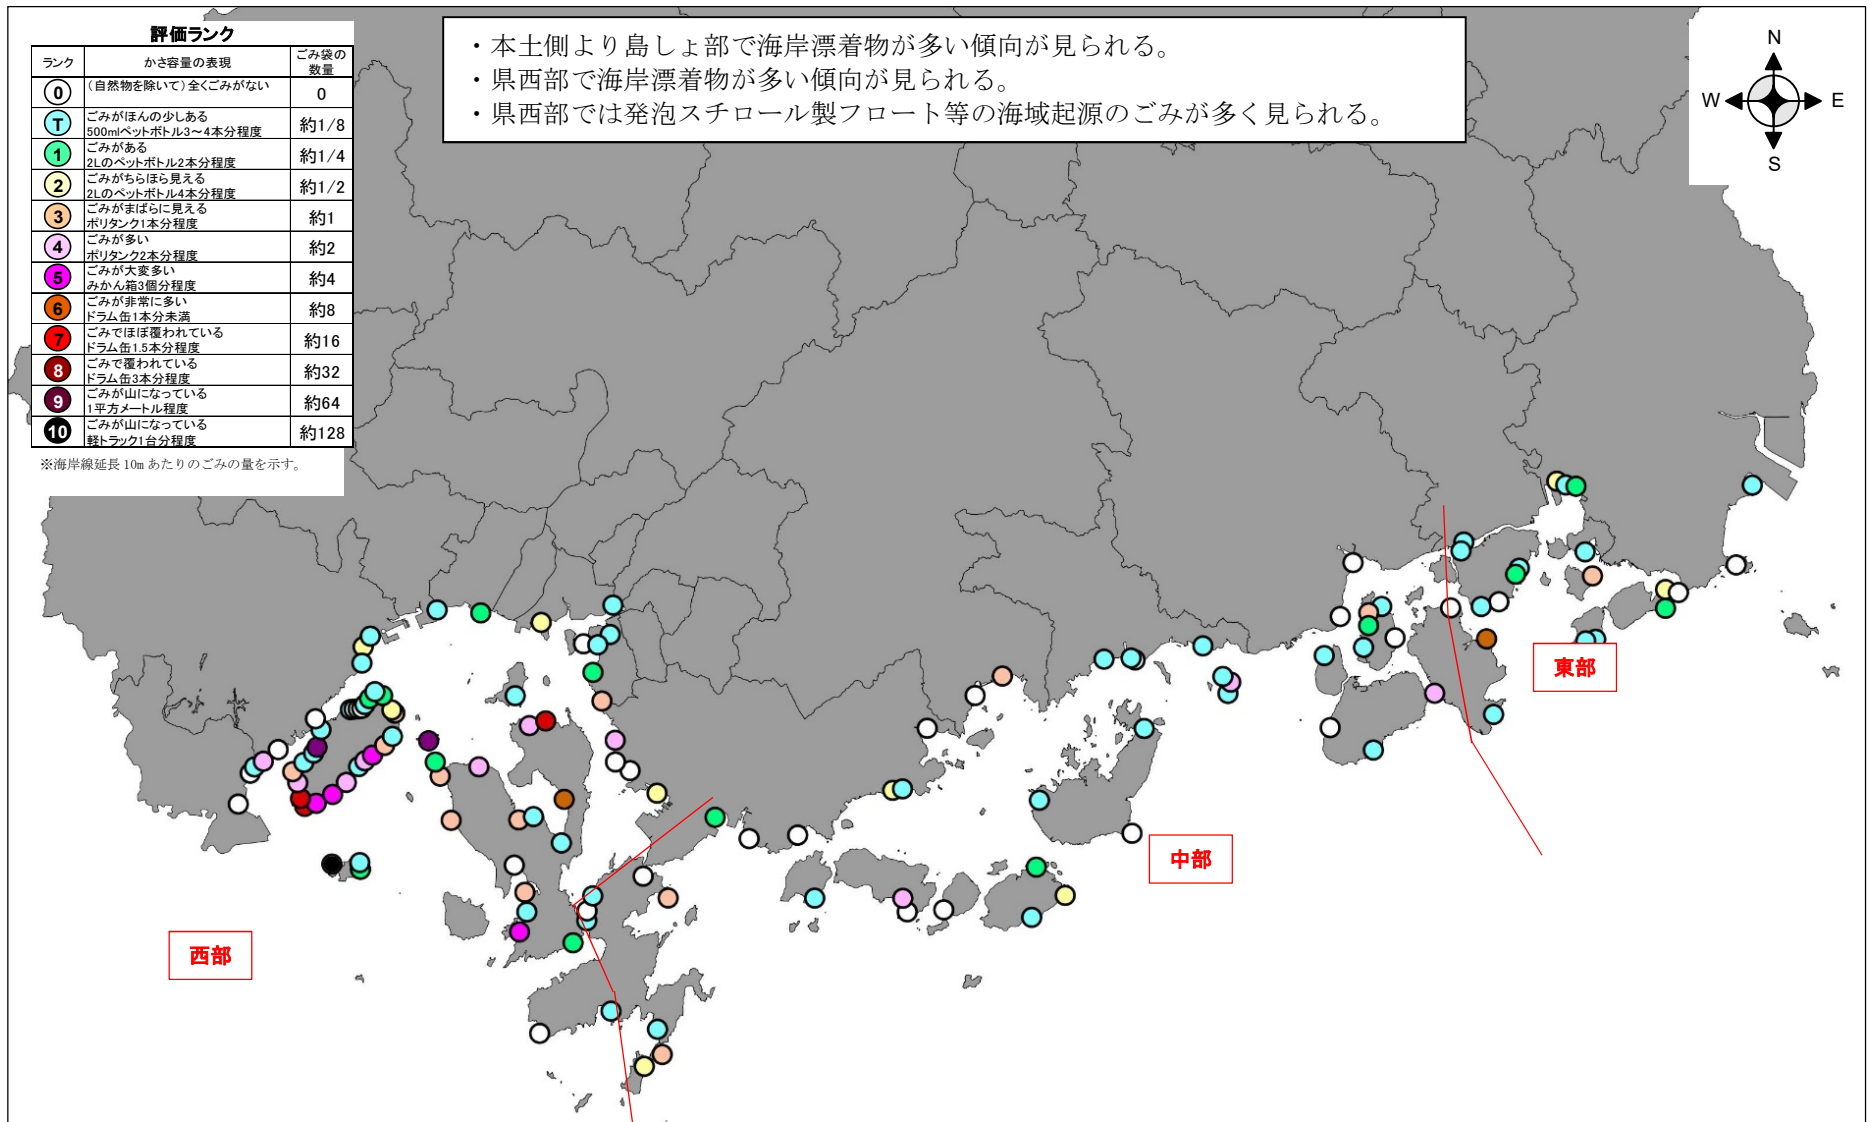 評価ランク
ランク かさ容量の表現 ごみ袋の数量
0 (自然物を除いて)全くごみがない 0
T ごみがほんの少しある 約1/8
500mlペットボトル3～4本分程度
1 ごみがある 約1/4
2Lのペットボトル2本分程度
2 ごみがちらほら見える 約1/2
2Lのペットボトル4本分程度
3 ごみがまばらに見える 約1
ポリタンク1本分程度
4 ごみが多い 約2
ポリタンク2本分程度
5 ごみが大変多い 約4
みかん箱3個分程度
6 ごみが非常に多い 約8
ドラム缶1本分未満
7 ごみでほぼ覆われている 約16
ドラム缶1.5本分程度
8 ごみで覆われている 約32
ドラム缶3本分程度
9 ごみが山になっている 約64
1平方メートル程度
10 ごみが山になっている 約128
軽トラック1台分程度
※海岸線延長10mあたりのごみの量を示す。
・本土側より島しょ部で海岸漂着物が多い傾向が見られる。
・県西部で海岸漂着物が多い傾向が見られる。
・県西部では発泡スチロール製フロート等の海域起源のごみが多く見られる。
N
W E
S
東部
中部
西部